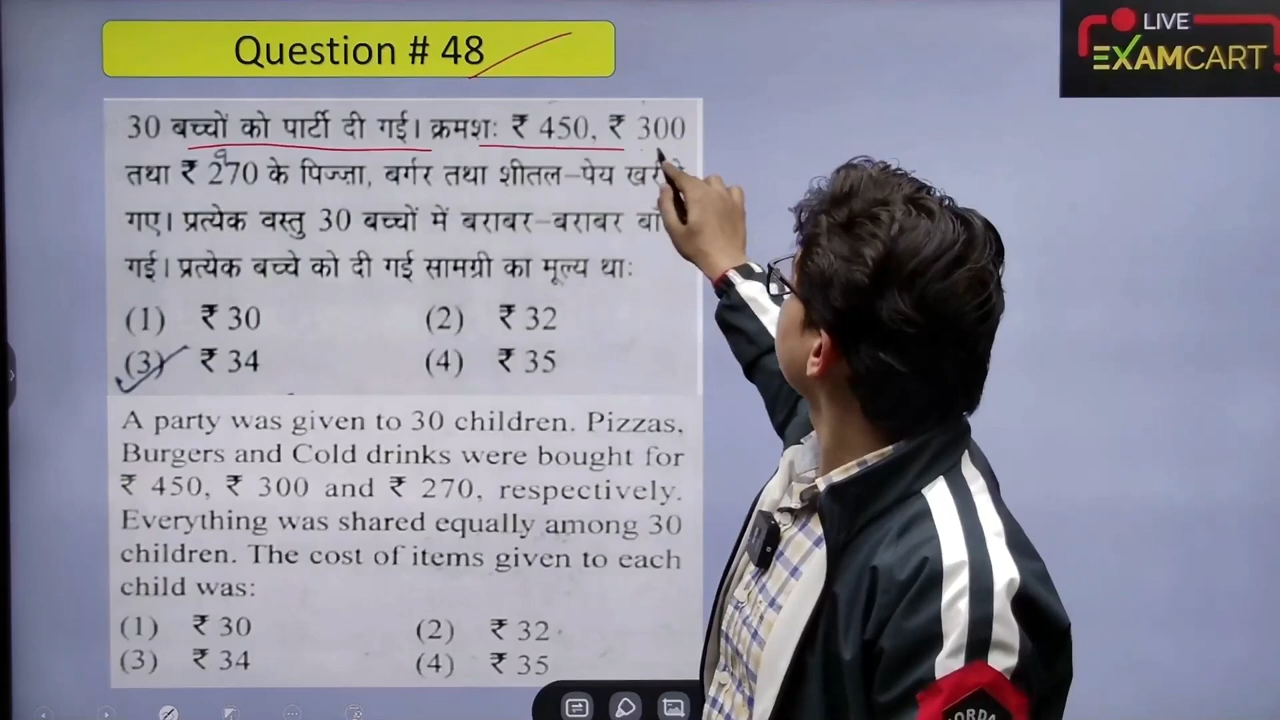 Question # 48
LIVE
EXAMCART
30 बच्चों को पार्टी दी गई। क्रमशः ₹ 450, ₹ 300
तथा ₹ 270 के पिज्ज़ा, बर्गर तथा शीतल-पेय
गए। प्रत्येक वस्तु 30 बच्चों में बराबर-बराबर
गई। प्रत्येक बच्चे को दी गई सामग्री का मूल्य था:
(1) ₹ 30 (2) ₹ 32
(3) ₹ 34 (4) ₹ 35
A party was given to 30 children. Pizzas,
Burgers and Cold drinks were bought for
₹ 450, ₹ 300 and ₹ 270, respectively.
Everything was shared equally among 30
children. The cost of items given to each
child was:
(1) ₹ 30 (2) ₹ 32
(3) ₹ 34 (4) ₹ 35